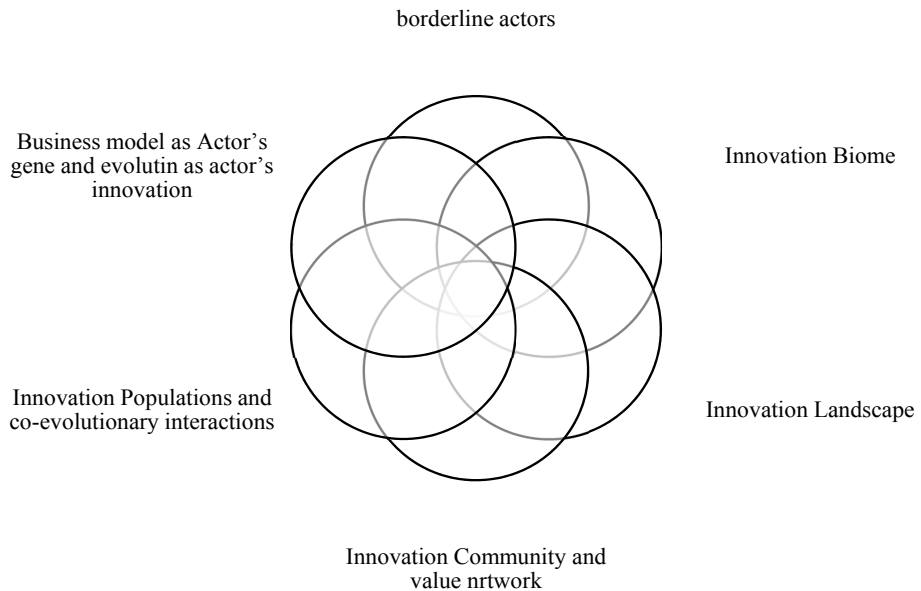 borderline actors
Business model as Actor's
gene and evolutin as actor's
innovation
Innovation Biome
Innovation Populations and
co-evolutionary interactions
Innovation Landscape
Innovation Community and
value nrtwork